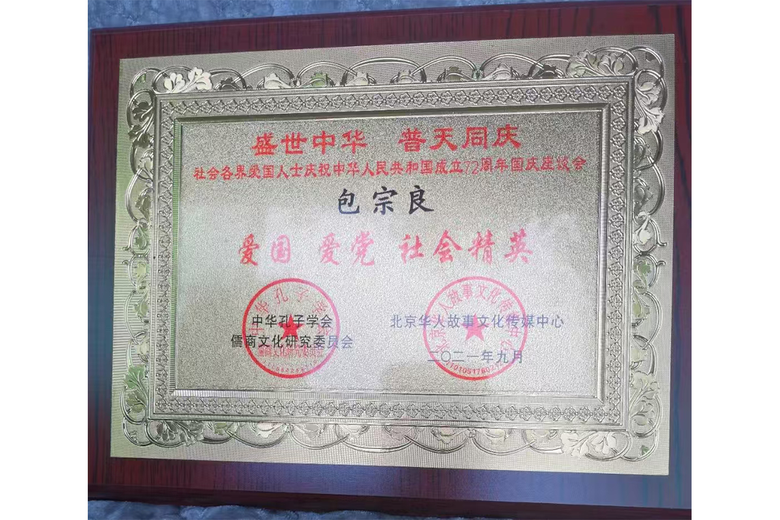 盛世中华 普天同庆
社会各界爱国人士庆祝中华人民共和国成立72周年国庆座谈会
包宗良
爱国 爱党 社会精英
中华孔子学会
儒商文化研究委员会
北京华人故事文化传媒中心
二〇二一年九月